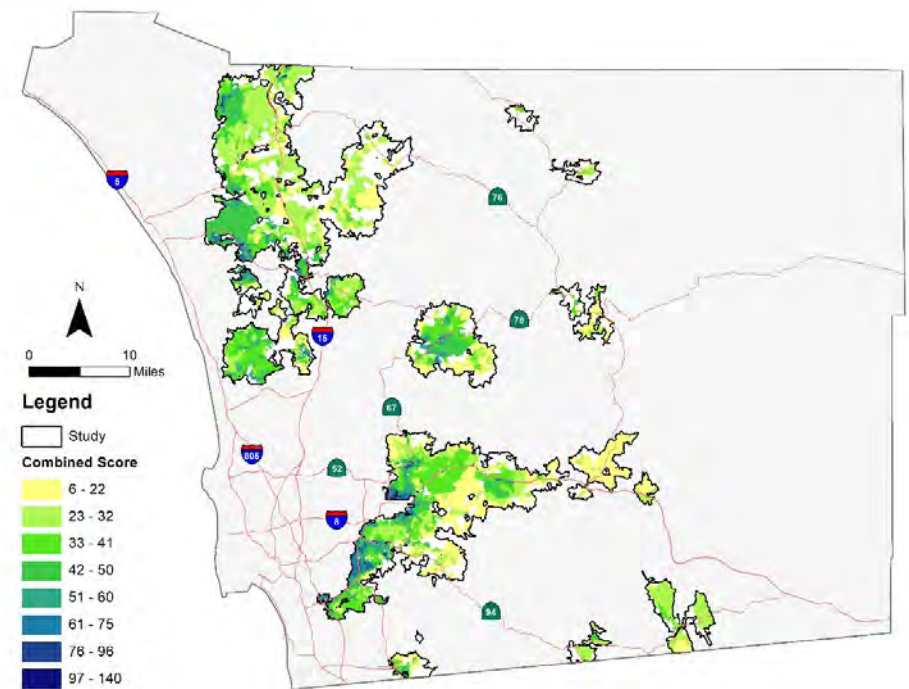 5
76
N
78
15
0 10
Miles
67
Legend
Study
805
52
Combined Score
6 - 22
23 - 32
8
33 - 41
42 - 50
51 - 60
94
61 - 75
76 - 96
97 - 140